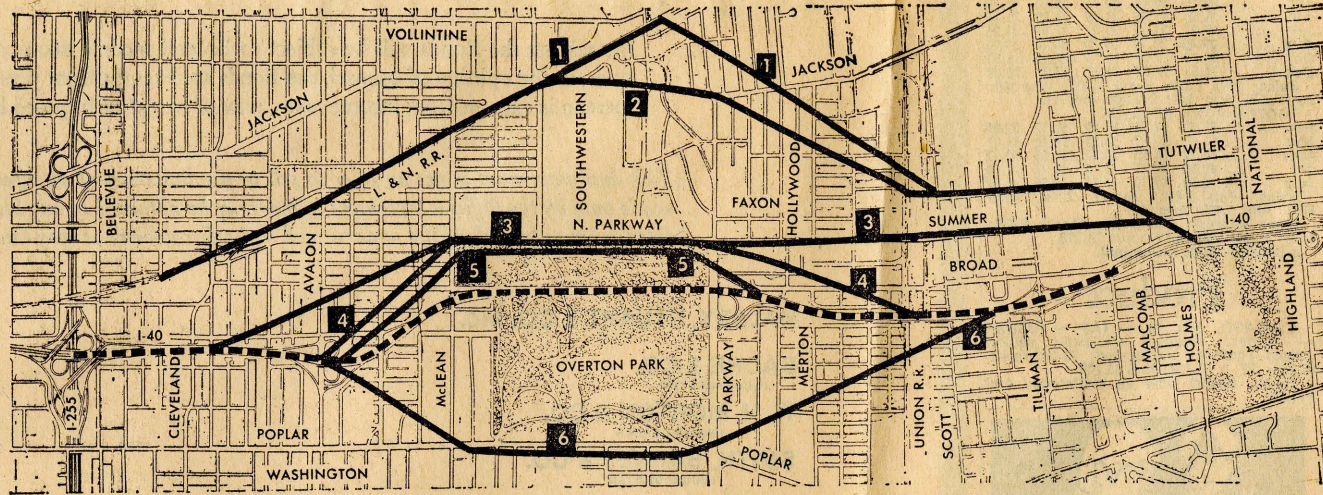 VOLLINTINE
1
1
JACKSON
2
JACKSON
TUTWILER
NATIONAL
L. & N. R.R.
SOUTHWESTERN
BELLEVUE
FAXON
HOLLYWOOD
N. PARKWAY
3
3
SUMMER
I-40
AVALON
5
5
BROAD
4
4
I-40
6
MALCOMB
HOLMES
HIGHLAND
OVERTON PARK
McLEAN
PARKWAY
MERTON
CLEVELAND
TILLMAN
UNION R.R.
SCOTT
I-255
POPLAR
6
POPLAR
WASHINGTON